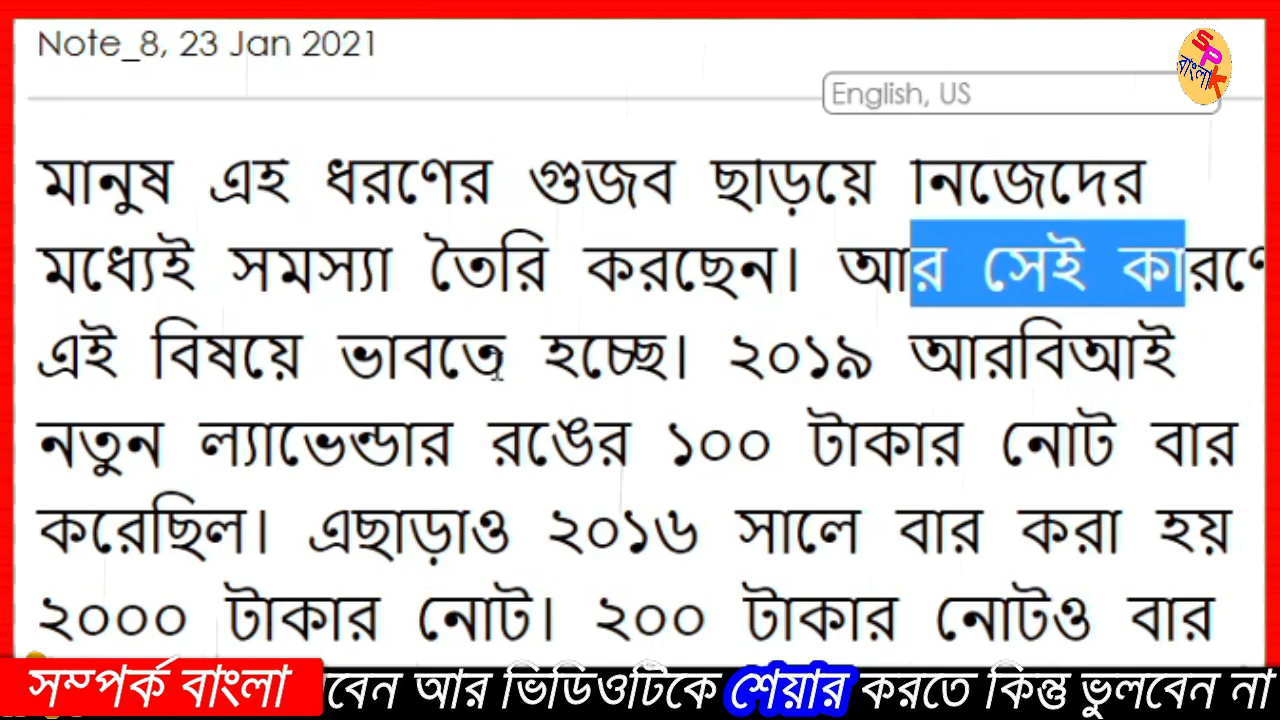 Note_8, 23 Jan 2021
SPK
বাংলা
English, US
মানুষ এই ধরণের গুজব ছড়িয়ে নিজেদের
মধ্যেই সমস্যা তৈরি করছেন। আর সেই কারণে
এই বিষয়ে ভাবতে হচ্ছে। ২০১৯ আরবিআই
নতুন ল্যাভেন্ডার রঙের ১০০ টাকার নোট বার
করেছিল। এছাড়াও ২০১৬ সালে বার করা হয়
২০০০ টাকার নোট। ২০০ টাকার নোটও বার
সম্পর্ক বাংলা বেন আর ভিডিওটিকে শেয়ার করতে কিন্তু ভুলবেন না